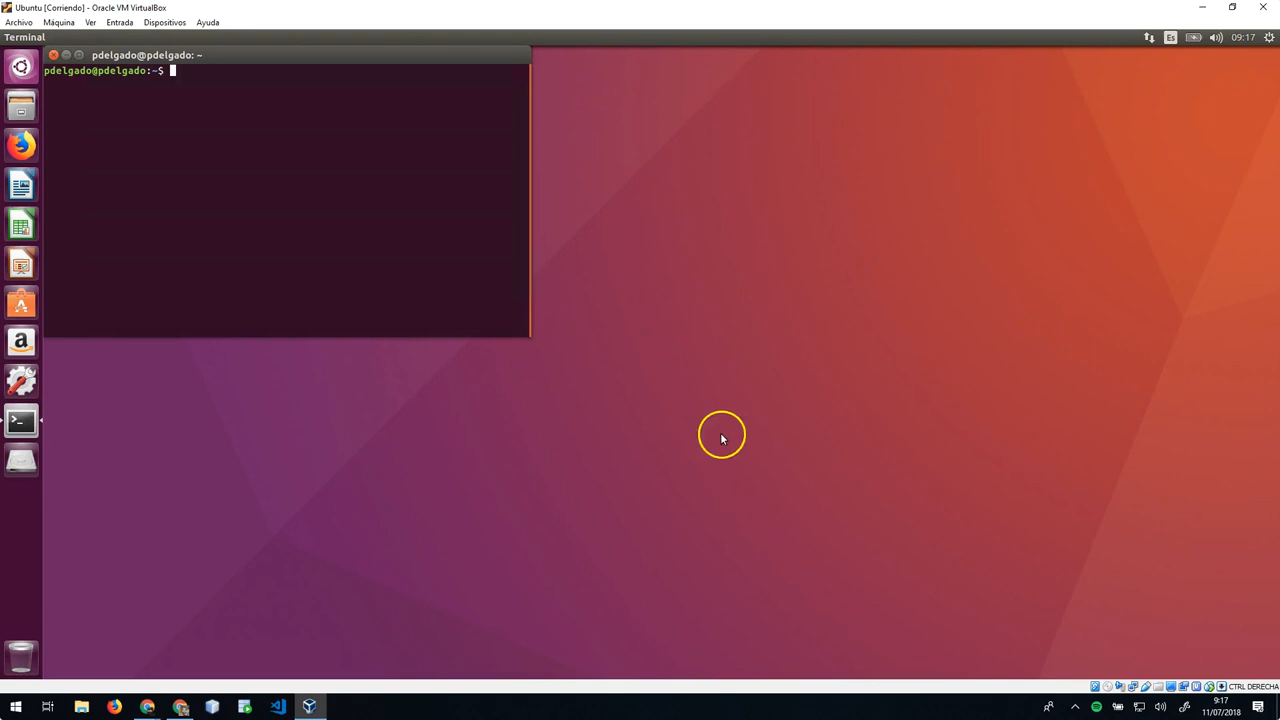 Ubuntu [Corriendo] - Oracle VM VirtualBox
Archivo Máquina Ver Entrada Dispositivos Ayuda
Terminal Es 09:17
pdelgado@pdelgado: ~
pdelgado@pdelgado:~$
CTRL DERECHA
9:17
11/07/2018